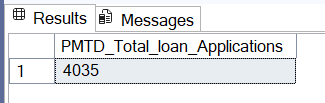 Results Messages
PMTD_Total_loan_Applications
1 4035